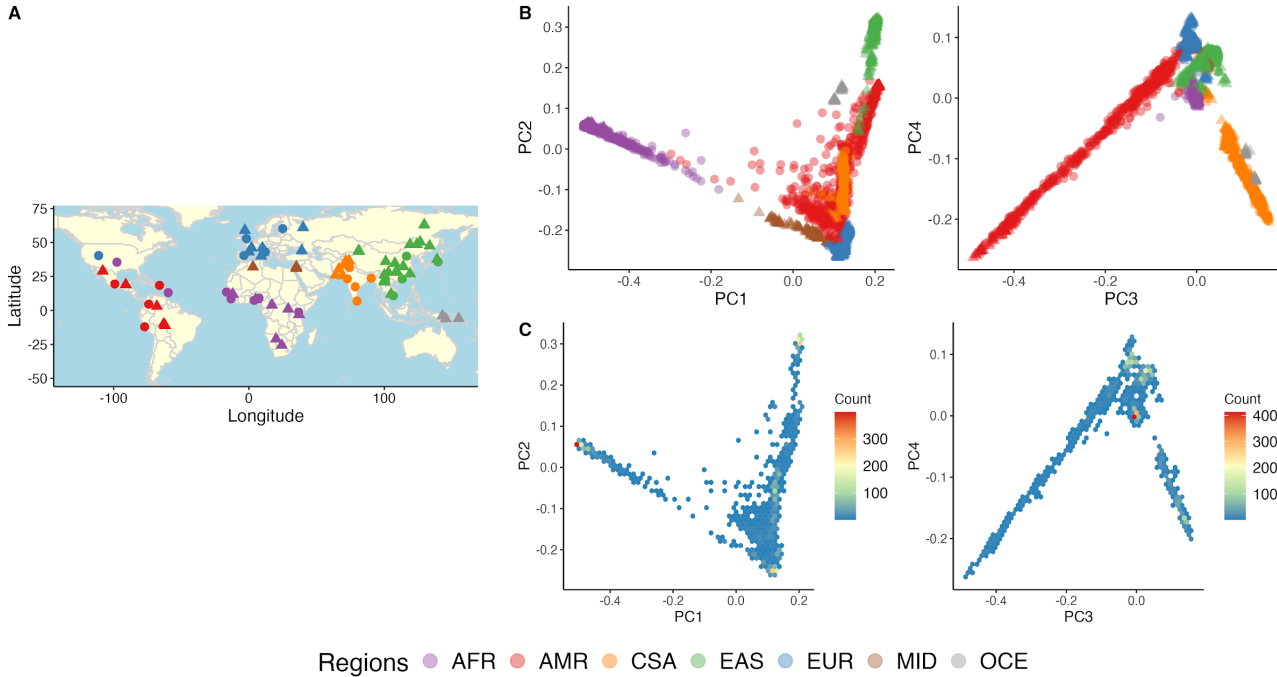 A
75
50
25
0
-25
-50
Latitude
-100 0 100
Longitude
B
0.3
0.2
0.1
0.0
-0.1
-0.2
PC2
-0.4 -0.2 0.0 0.2
PC1
0.1
0.0
-0.1
-0.2
PC4
-0.4 -0.2 0.0
PC3
C
0.3
0.2
0.1
0.0
-0.1
-0.2
PC2
-0.4 -0.2 0.0 0.2
PC1
Count
300
200
100
0.1
0.0
-0.1
-0.2
PC4
-0.4 -0.2 0.0
PC3
Count
400
300
200
100
Regions AFR AMR CSA EAS EUR MID OCE